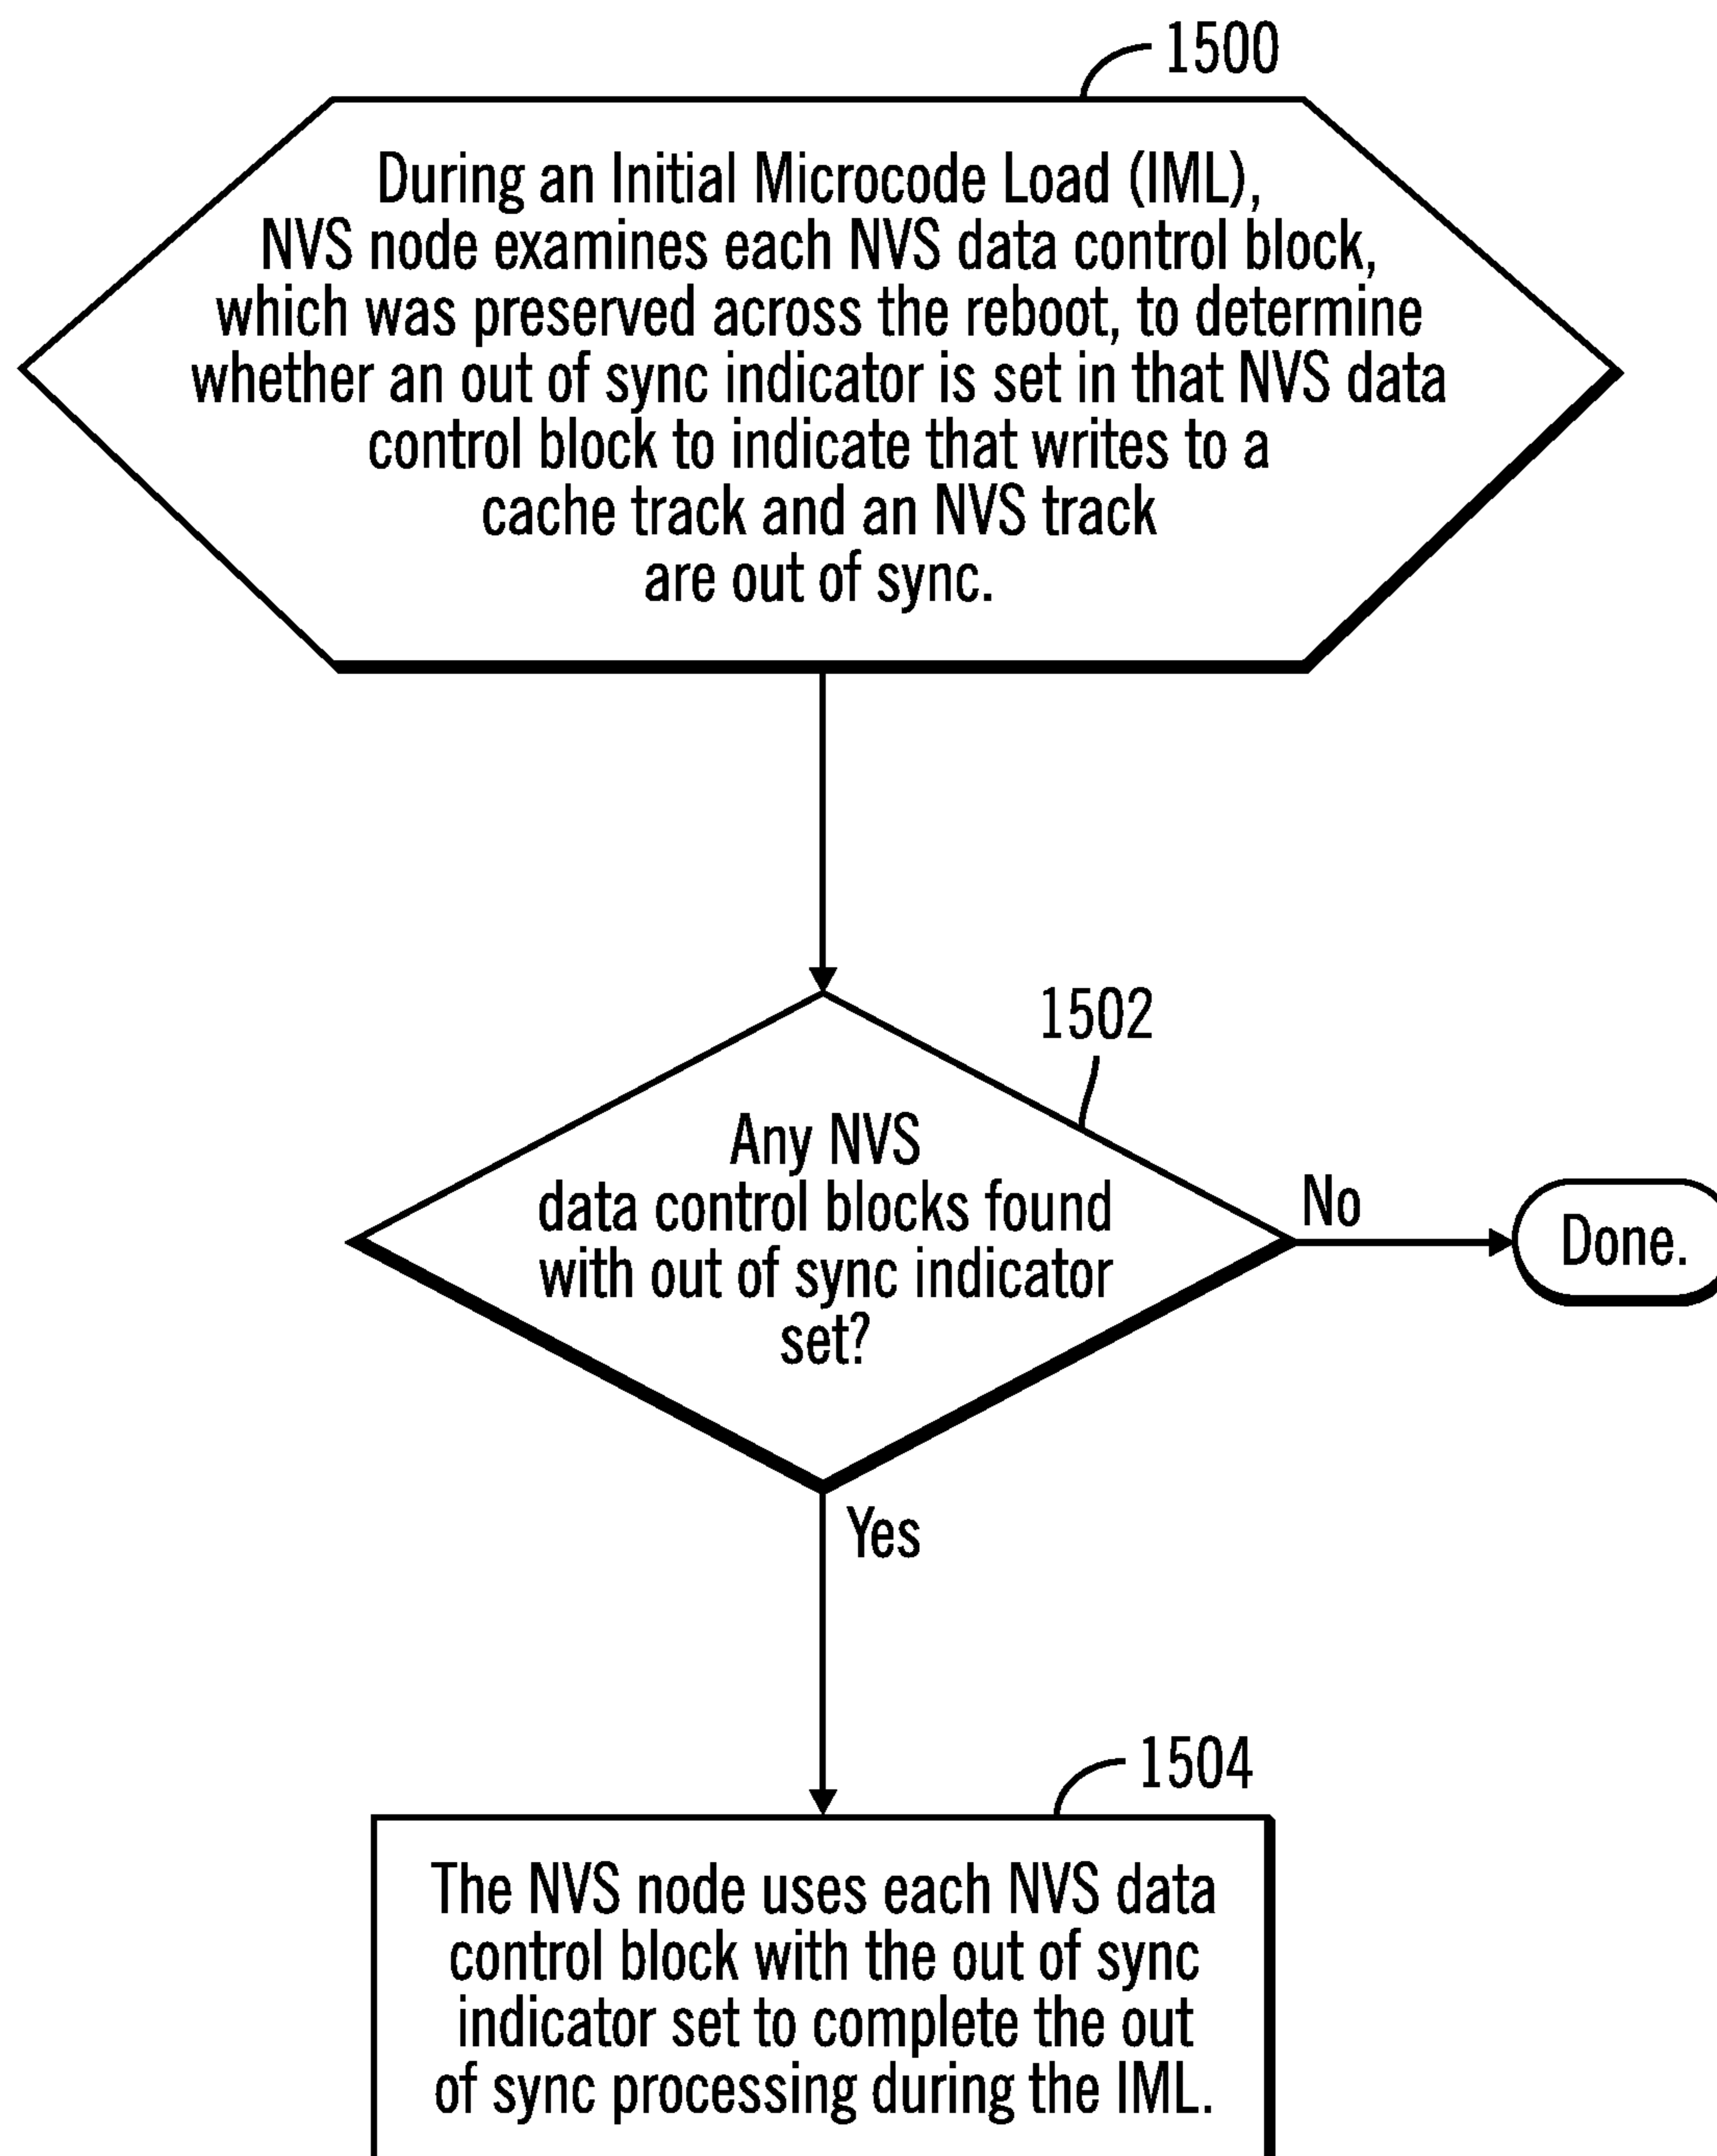 1500
During an Initial Microcode Load (IML),
NVS node examines each NVS data control block,
which was preserved across the reboot, to determine
whether an out of sync indicator is set in that NVS data
control block to indicate that writes to a
cache track and an NVS track
are out of sync.
1502
Any NVS
data control blocks found
with out of sync indicator
set?
No
Done.
Yes
1504
The NVS node uses each NVS data
control block with the out of sync
indicator set to complete the out
of sync processing during the IML.